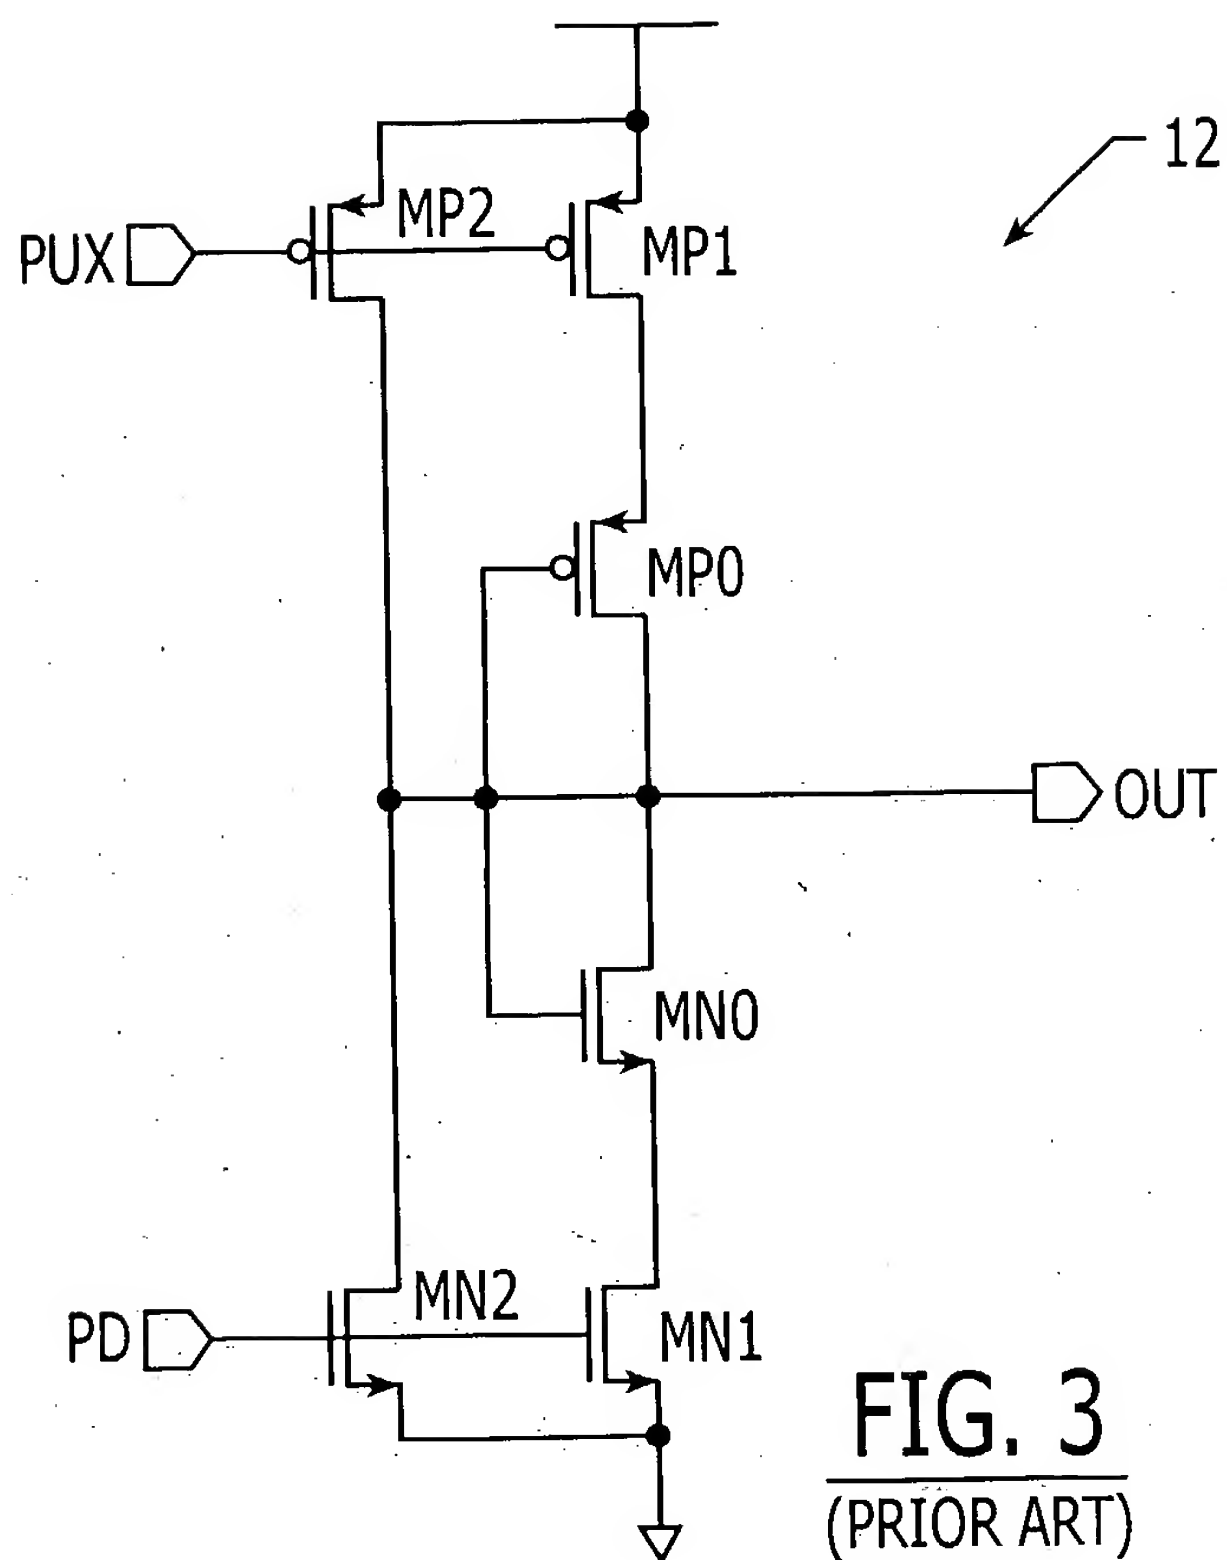 12
MP2
PUX
MP1
MP0
OUT
MN0
MN2
PD
MN1
FIG. 3
(PRIOR ART)